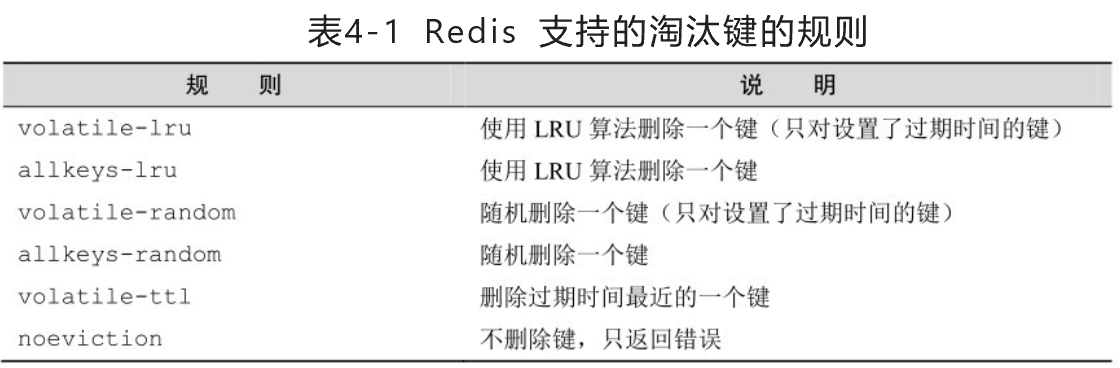 表4-1 Redis 支持的淘汰键的规则
规 则 说 明
volatile-lru 使用 LRU 算法删除一个键（只对设置了过期时间的键）
allkeys-lru 使用 LRU 算法删除一个键
volatile-random 随机删除一个键（只对设置了过期时间的键）
allkeys-random 随机删除一个键
volatile-ttl 删除过期时间最近的一个键
noeviction 不删除键，只返回错误